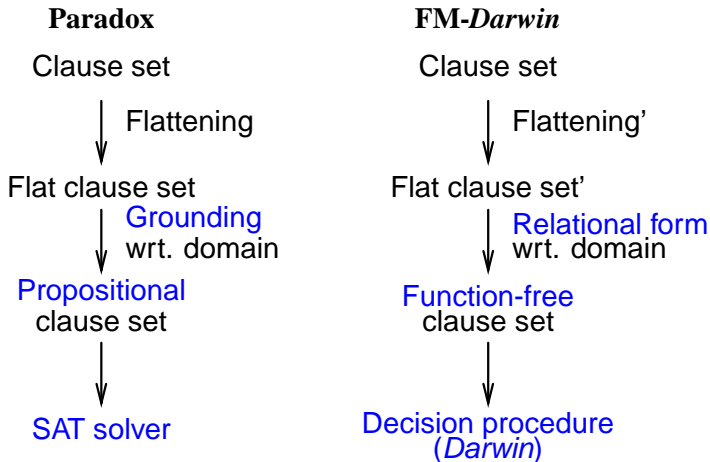 Paradox
Clause set
Flattening
Flat clause set
Grounding
wrt. domain
Propositional
clause set
SAT solver
FM-Darwin
Clause set
Flattening’
Flat clause set’
Relational form
wrt. domain
Function-free
clause set
Decision procedure
(Darwin)